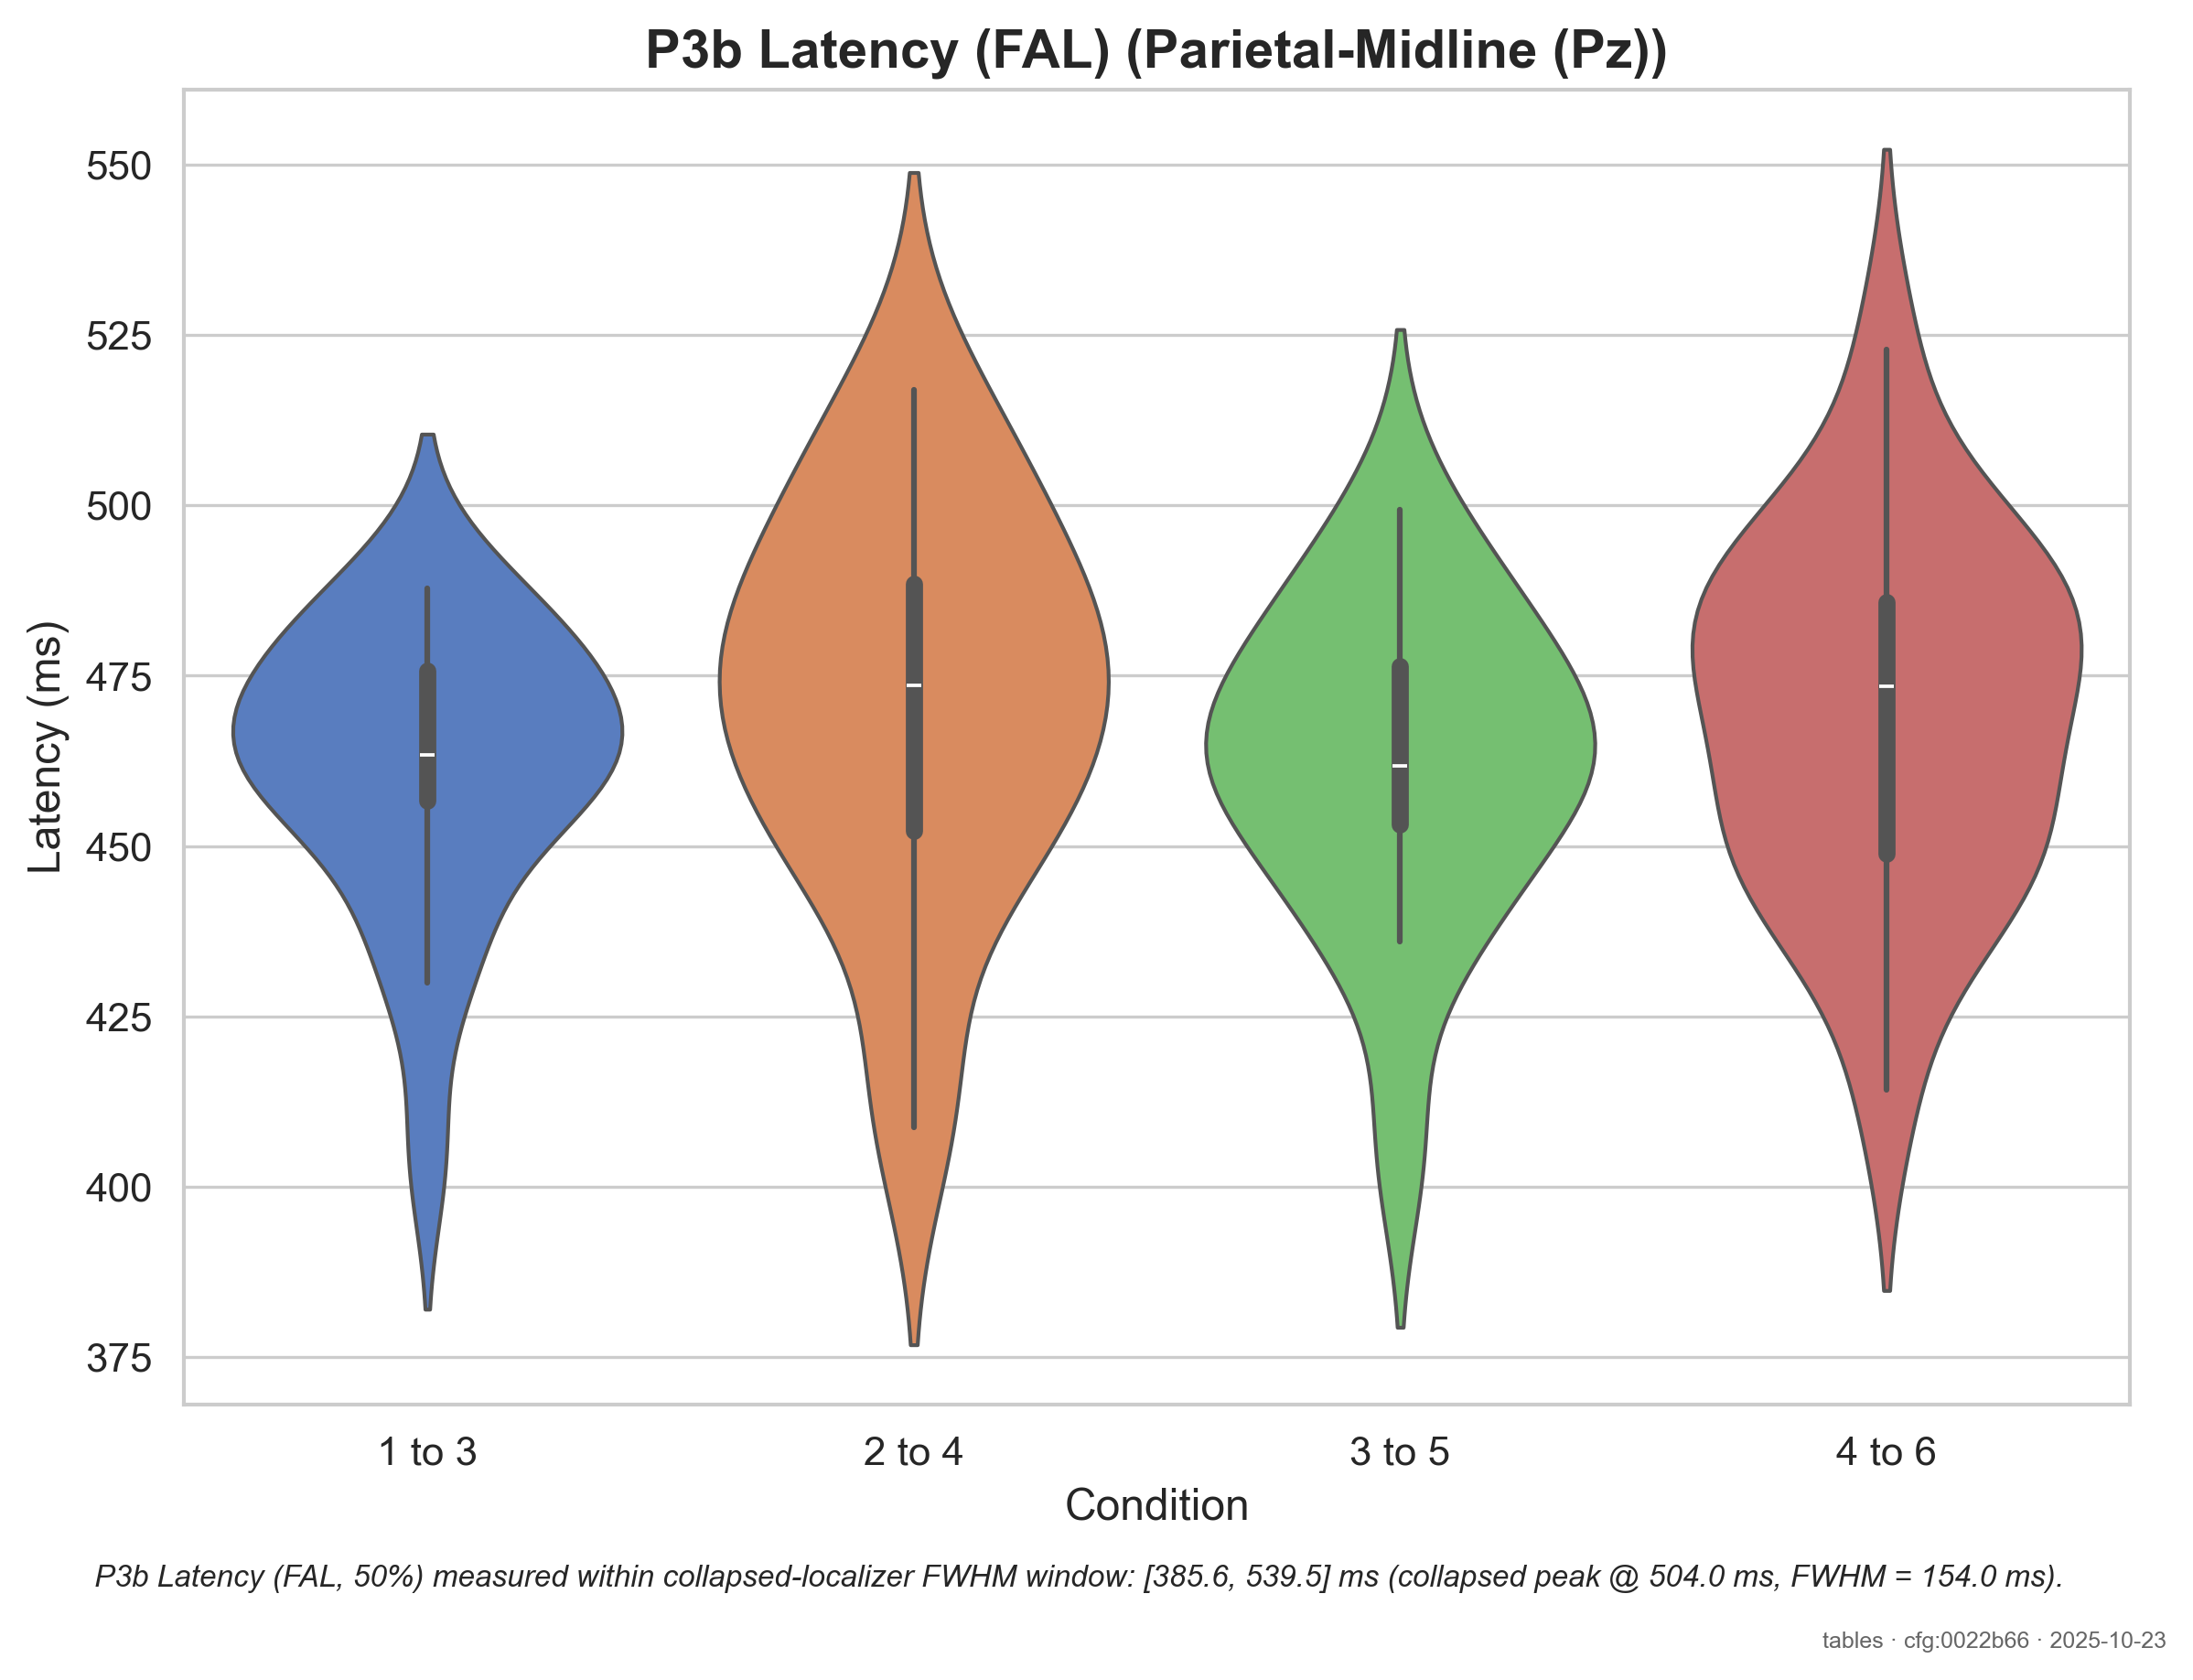 P3b Latency (FAL) (Parietal-Midline (Pz))
Latency (ms)
550
525
500
475
450
425
400
375
1 to 3
2 to 4
3 to 5
4 to 6
Condition
P3b Latency (FAL, 50%) measured within collapsed-localizer FWHM window: [385.6, 539.5] ms (collapsed peak @ 504.0 ms, FWHM = 154.0 ms).
tables · cfg:0022b66 · 2025-10-23